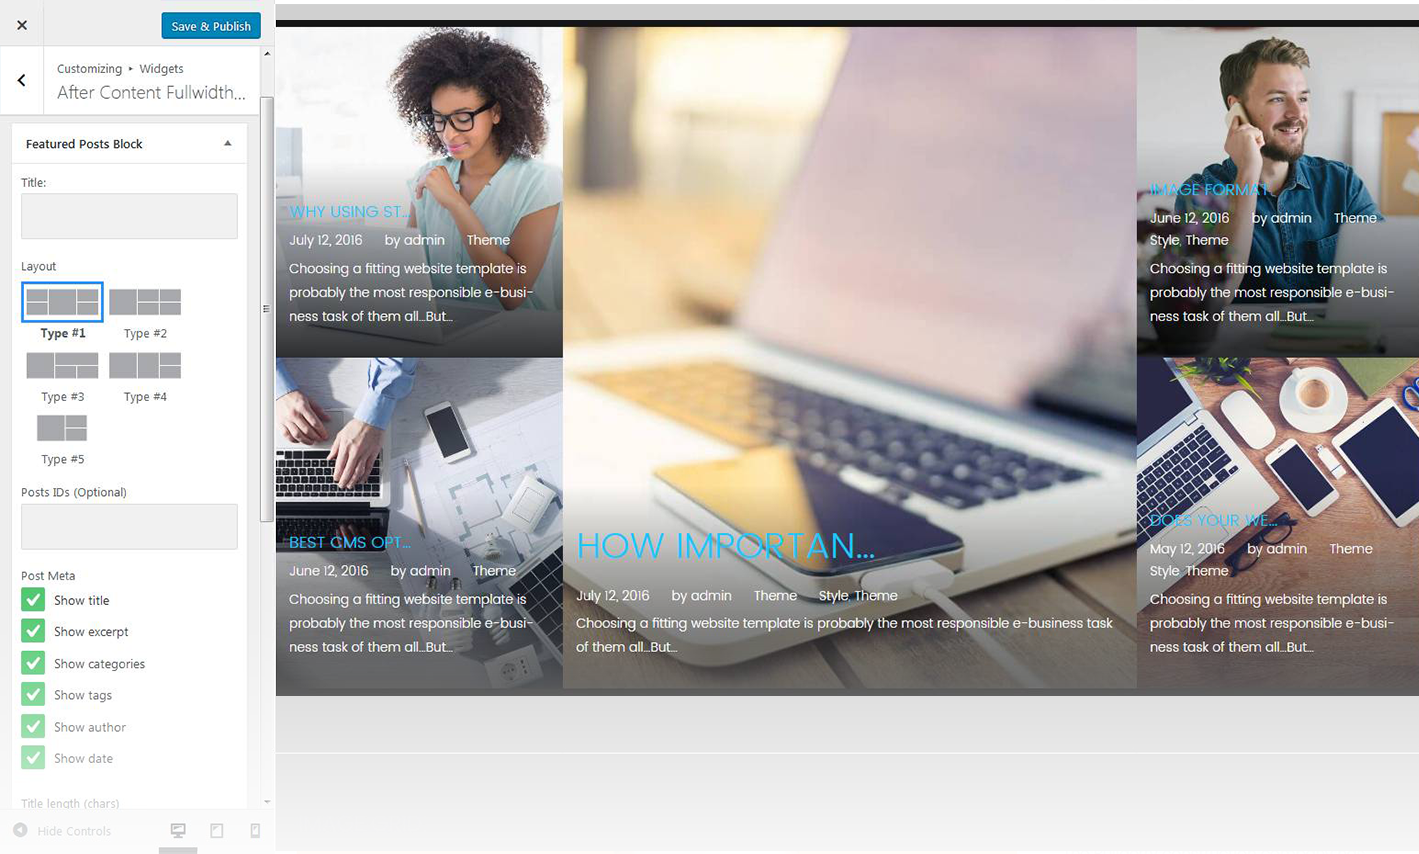 Save & Publish
Customizing ▸ Widgets
After Content Fullwidth...
Featured Posts Block
Title:
Layout
Type #1
Type #2
Type #3
Type #4
Type #5
Posts IDs (Optional)
Post Meta
Show title
Show excerpt
Show categories
Show tags
Show author
Show date
Title length (chars)
Hide Controls
WHY USING ST...
July 12, 2016 by admin Theme
Choosing a fitting website template is
probably the most responsible e-busi-
ness task of them all...But...
BEST CMS OPT...
June 12, 2016 by admin Theme
Choosing a fitting website template is
probably the most responsible e-busi-
ness task of them all...But...
HOW IMPORTAN...
July 12, 2016 by admin Theme Style, Theme
Choosing a fitting website template is probably the most responsible e-business task
of them all...But...
IMAGE FORMAT...
June 12, 2016 by admin Theme
Style, Theme
Choosing a fitting website template is
probably the most responsible e-busi-
ness task of them all...But...
DOES YOUR WE...
May 12, 2016 by admin Theme
Style, Theme
Choosing a fitting website template is
probably the most responsible e-busi-
ness task of them all...But...